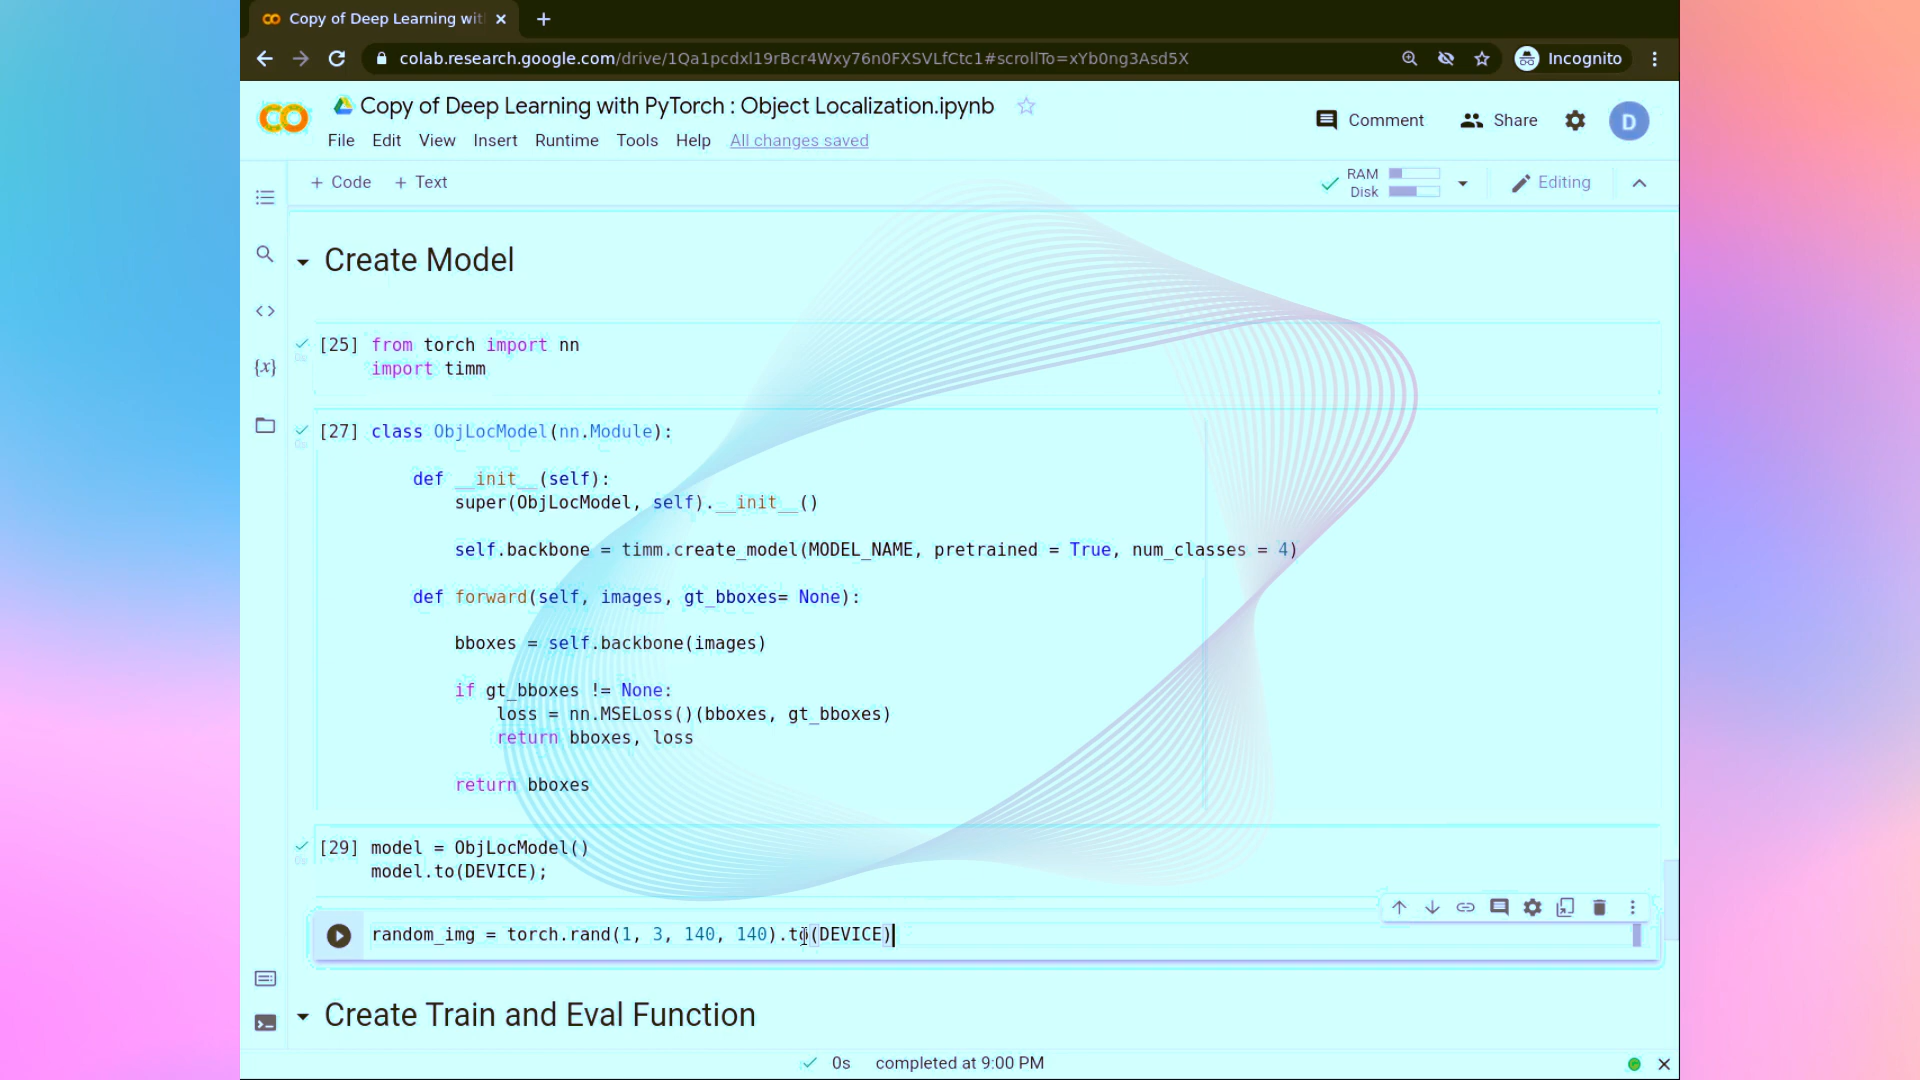 Copy of Deep Learning wit
colab.research.google.com/drive/1Qa1pcdxl19rBcr4Wxy76n0FXSVLfCtc1#scrollTo=xYb0ng3Asd5X
Incognito
Copy of Deep Learning with PyTorch : Object Localization.ipynb
Comment
Share
D
File Edit View Insert Runtime Tools Help All changes saved
+ Code + Text
RAM
Disk
Editing
Create Model
[25] from torch import nn
import timm
[27] class ObjLocModel(nn.Module):
def __init__(self):
super(ObjLocModel, self).__init__()
self.backbone = timm.create_model(MODEL_NAME, pretrained = True, num_classes = 4)
def forward(self, images, gt_bboxes= None):
bboxes = self.backbone(images)
if gt_bboxes != None:
loss = nn.MSELoss()(bboxes, gt_bboxes)
return bboxes, loss
return bboxes
[29] model = ObjLocModel()
model.to(DEVICE);
random_img = torch.rand(1, 3, 140, 140).to(DEVICE)
Create Train and Eval Function
0s completed at 9:00 PM